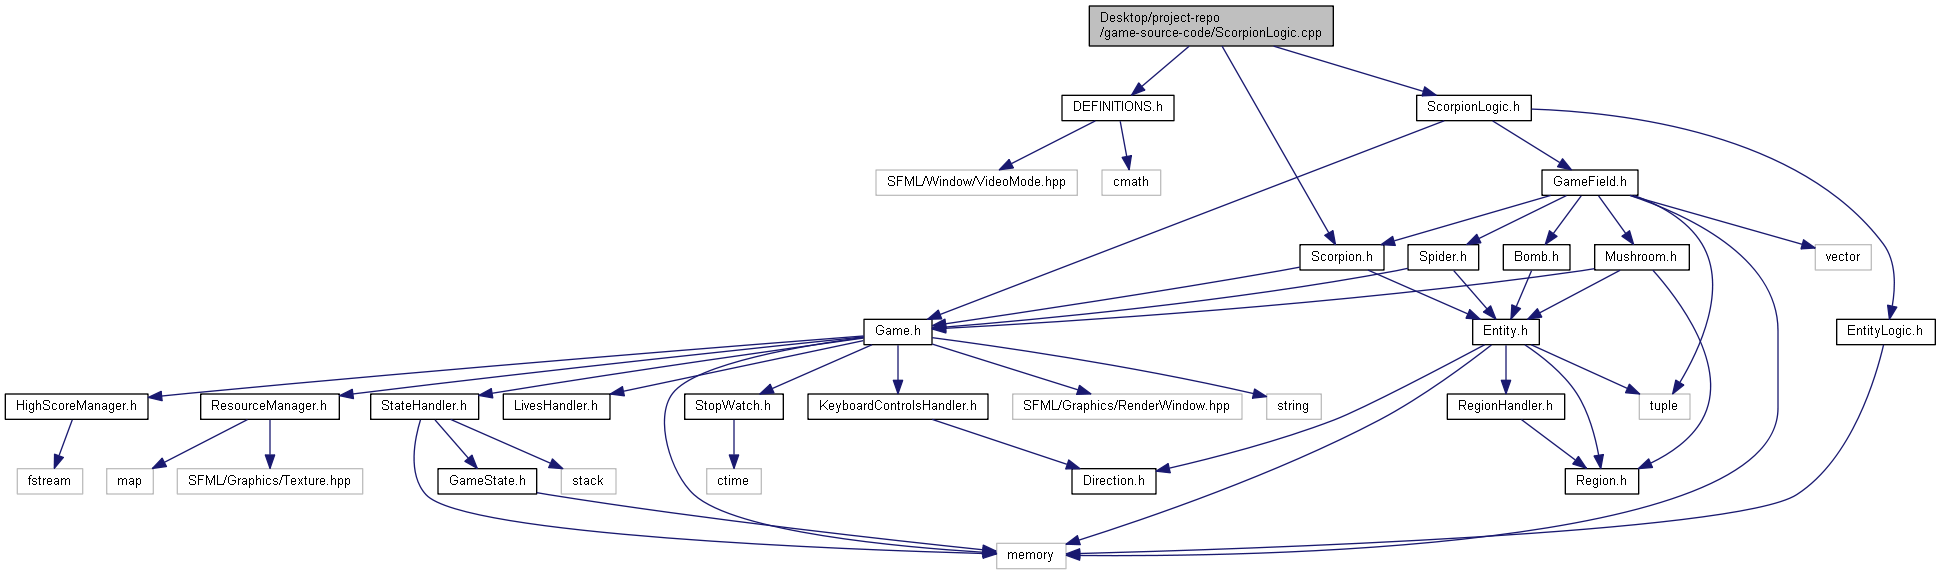 Desktop/project-repo
/game-source-code/ScorpionLogic.cpp
DEFINITIONS.h
ScorpionLogic.h
SFML/Window/VideoMode.hpp
cmath
GameField.h
Scorpion.h
Spider.h
Bomb.h
Mushroom.h
vector
Game.h
Entity.h
EntityLogic.h
HighScoreManager.h
ResourceManager.h
StateHandler.h
LivesHandler.h
StopWatch.h
KeyboardControlsHandler.h
SFML/Graphics/RenderWindow.hpp
string
RegionHandler.h
tuple
fstream
map
SFML/Graphics/Texture.hpp
GameState.h
stack
ctime
Direction.h
Region.h
memory